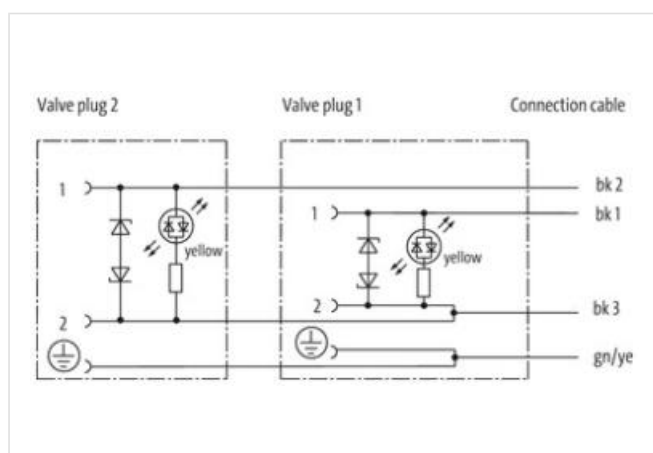 Valve plug 2 Valve plug 1 Connection cable
1 bk 2
1 bk 1
yellow yellow
2 bk 3
2
gn/ye